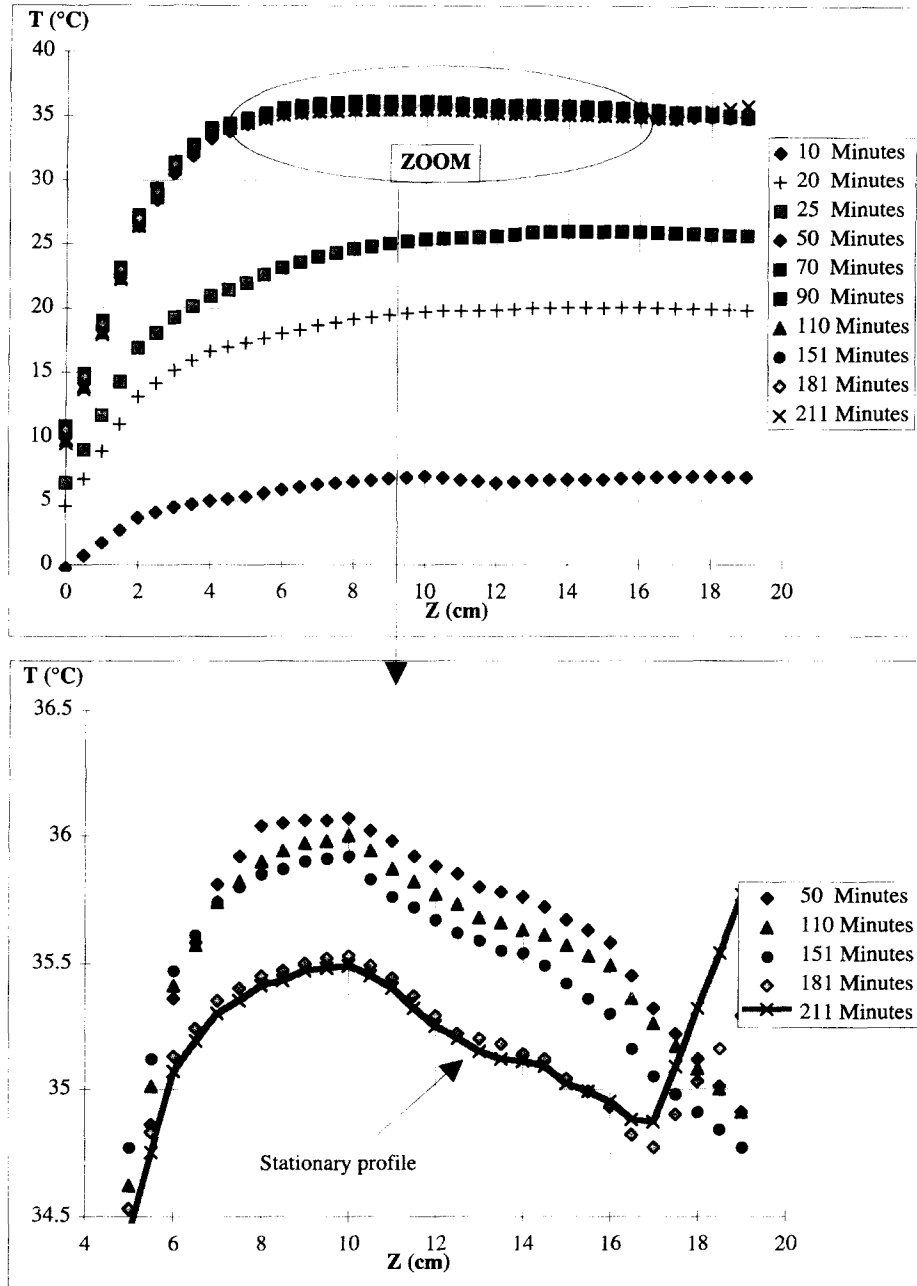 T (°C)
40
35
30
25
20
15
10
5
0
ZOOM
0 2 4 6 8 10 12 14 16 18 20
Z (cm)
10 Minutes
20 Minutes
25 Minutes
50 Minutes
70 Minutes
90 Minutes
110 Minutes
151 Minutes
181 Minutes
211 Minutes
T (°C)
36.5
36
35.5
35
34.5
Stationary profile
4 6 8 10 12 14 16 18 20
Z (cm)
50 Minutes
110 Minutes
151 Minutes
181 Minutes
211 Minutes